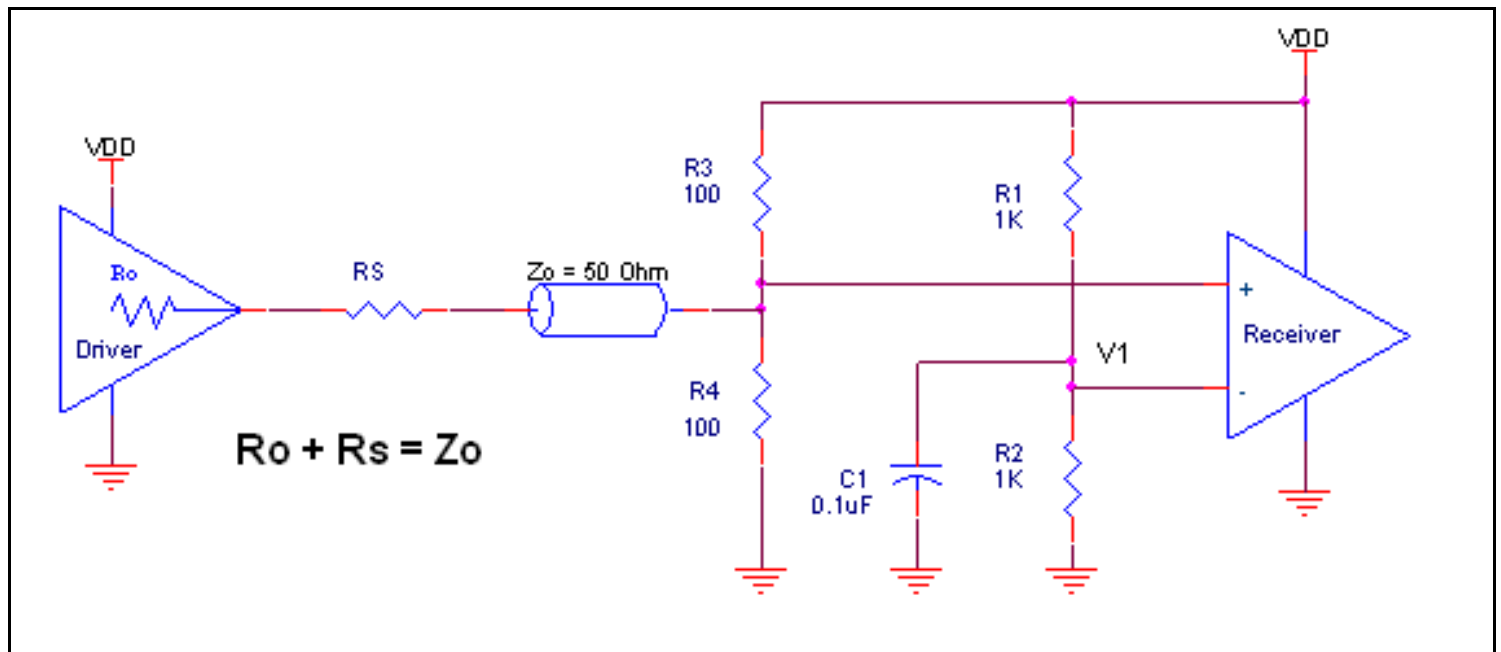 VDD
VDD
R3
100
R1
1K
Ro
RS
Zo = 50 Ohm
+
Driver
Receiver
V1
-
R4
100
Ro + Rs = Zo
R2
1K
C1
0.1uF